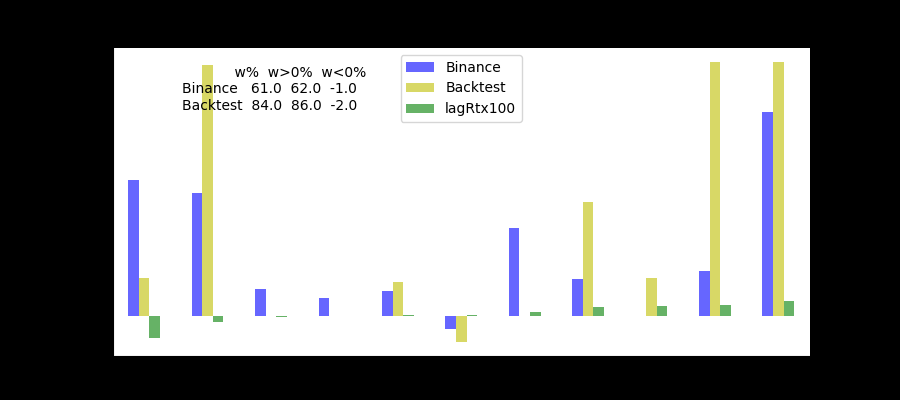 w% w>0% w<0%
Binance 61.0 62.0 -1.0
Backtest 84.0 86.0 -2.0
Binance
Backtest
lagRtx100